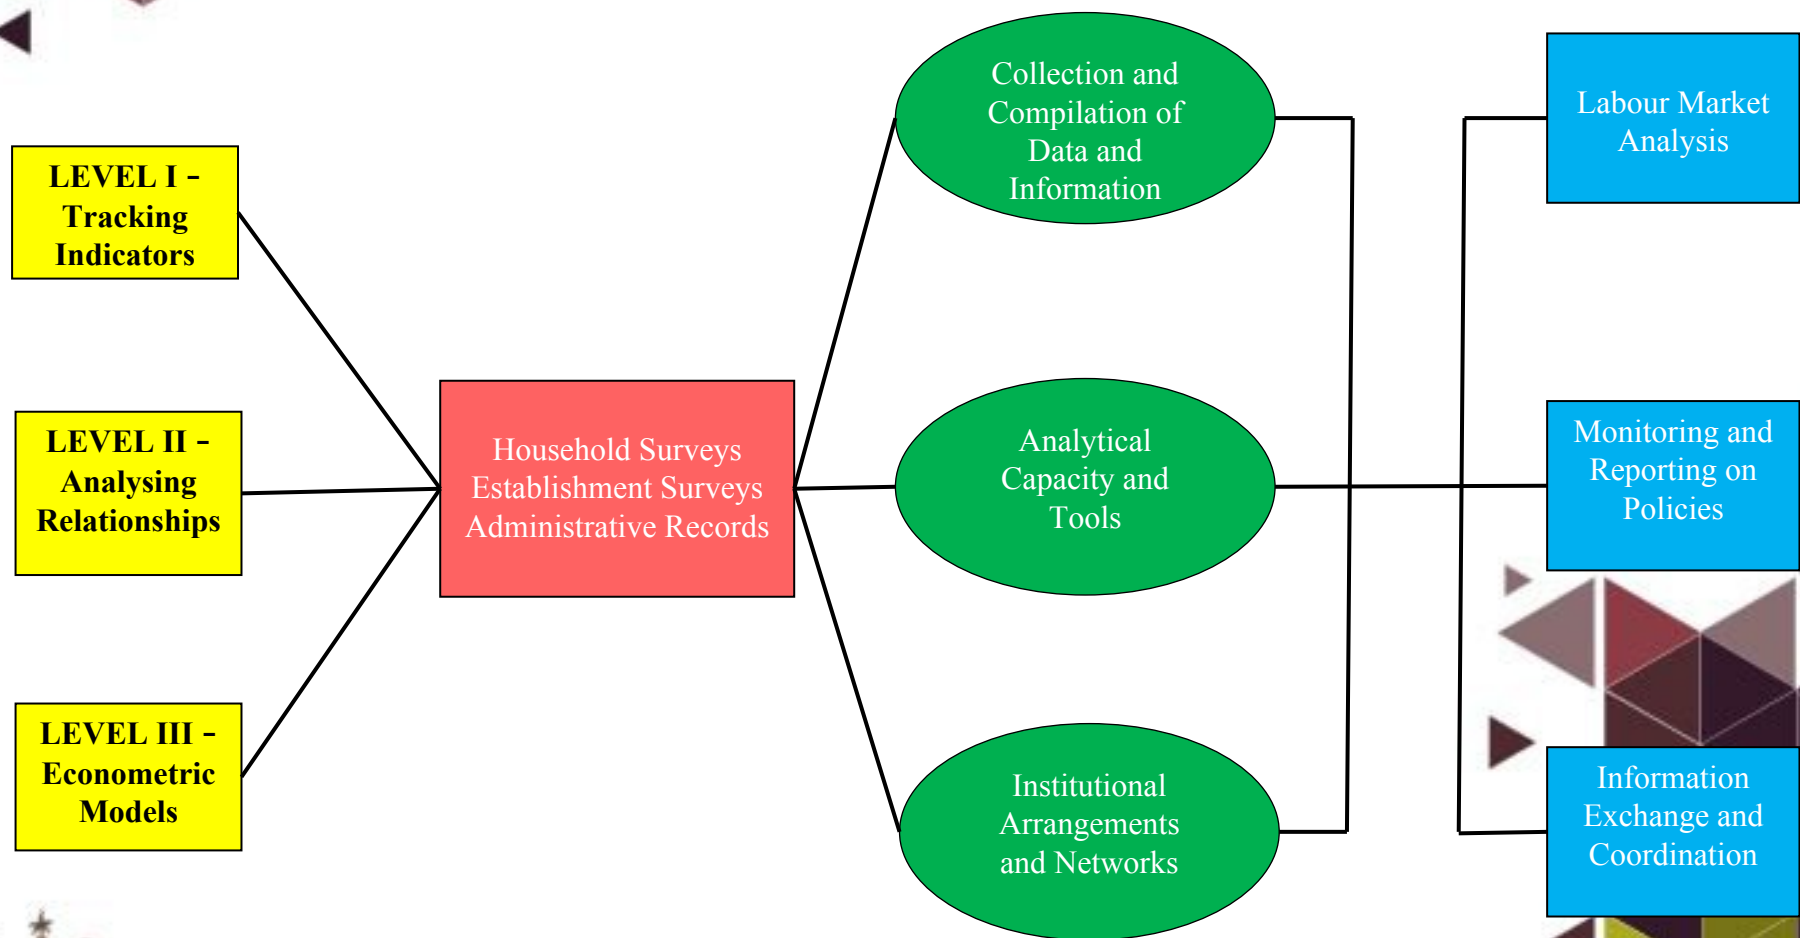 LEVEL I –
Tracking
Indicators
LEVEL II –
Analysing
Relationships
LEVEL III –
Econometric
Models
Household Surveys
Establishment Surveys
Administrative Records
Collection and
Compilation of
Data and
Information
Analytical
Capacity and
Tools
Institutional
Arrangements
and Networks
Labour Market
Analysis
Monitoring and
Reporting on
Policies
Information
Exchange and
Coordination